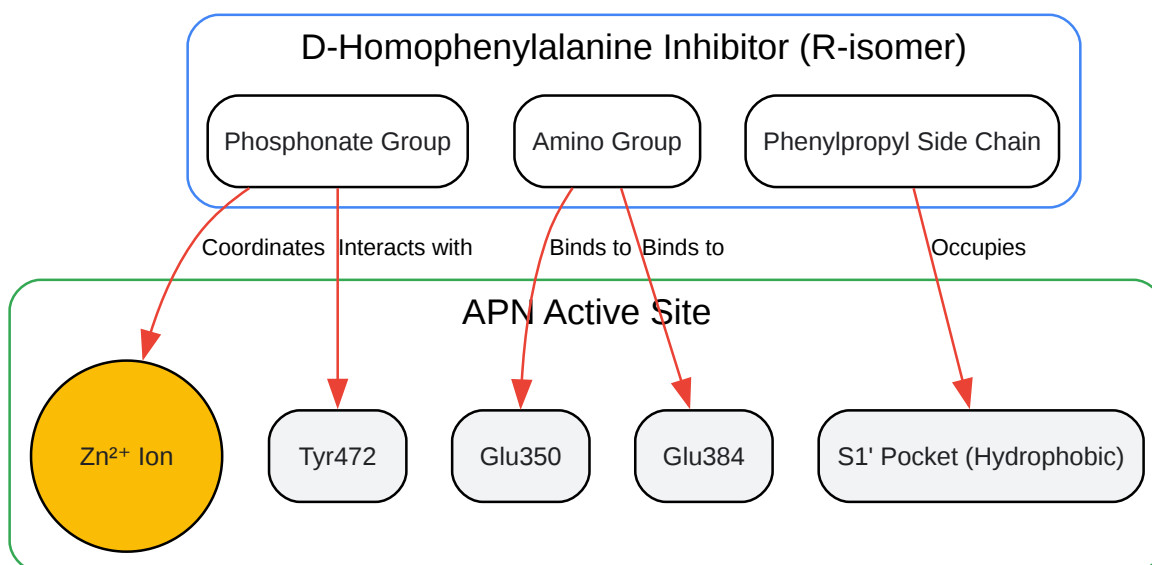 D-Homophenylalanine Inhibitor (R-isomer)
Phosphonate Group
Amino Group
Phenylpropyl Side Chain
Coordinates
Interacts with
Binds to
Binds to
Occupies
APN Active Site
Zn²⁺ Ion
Tyr472
Glu350
Glu384
S1' Pocket (Hydrophobic)